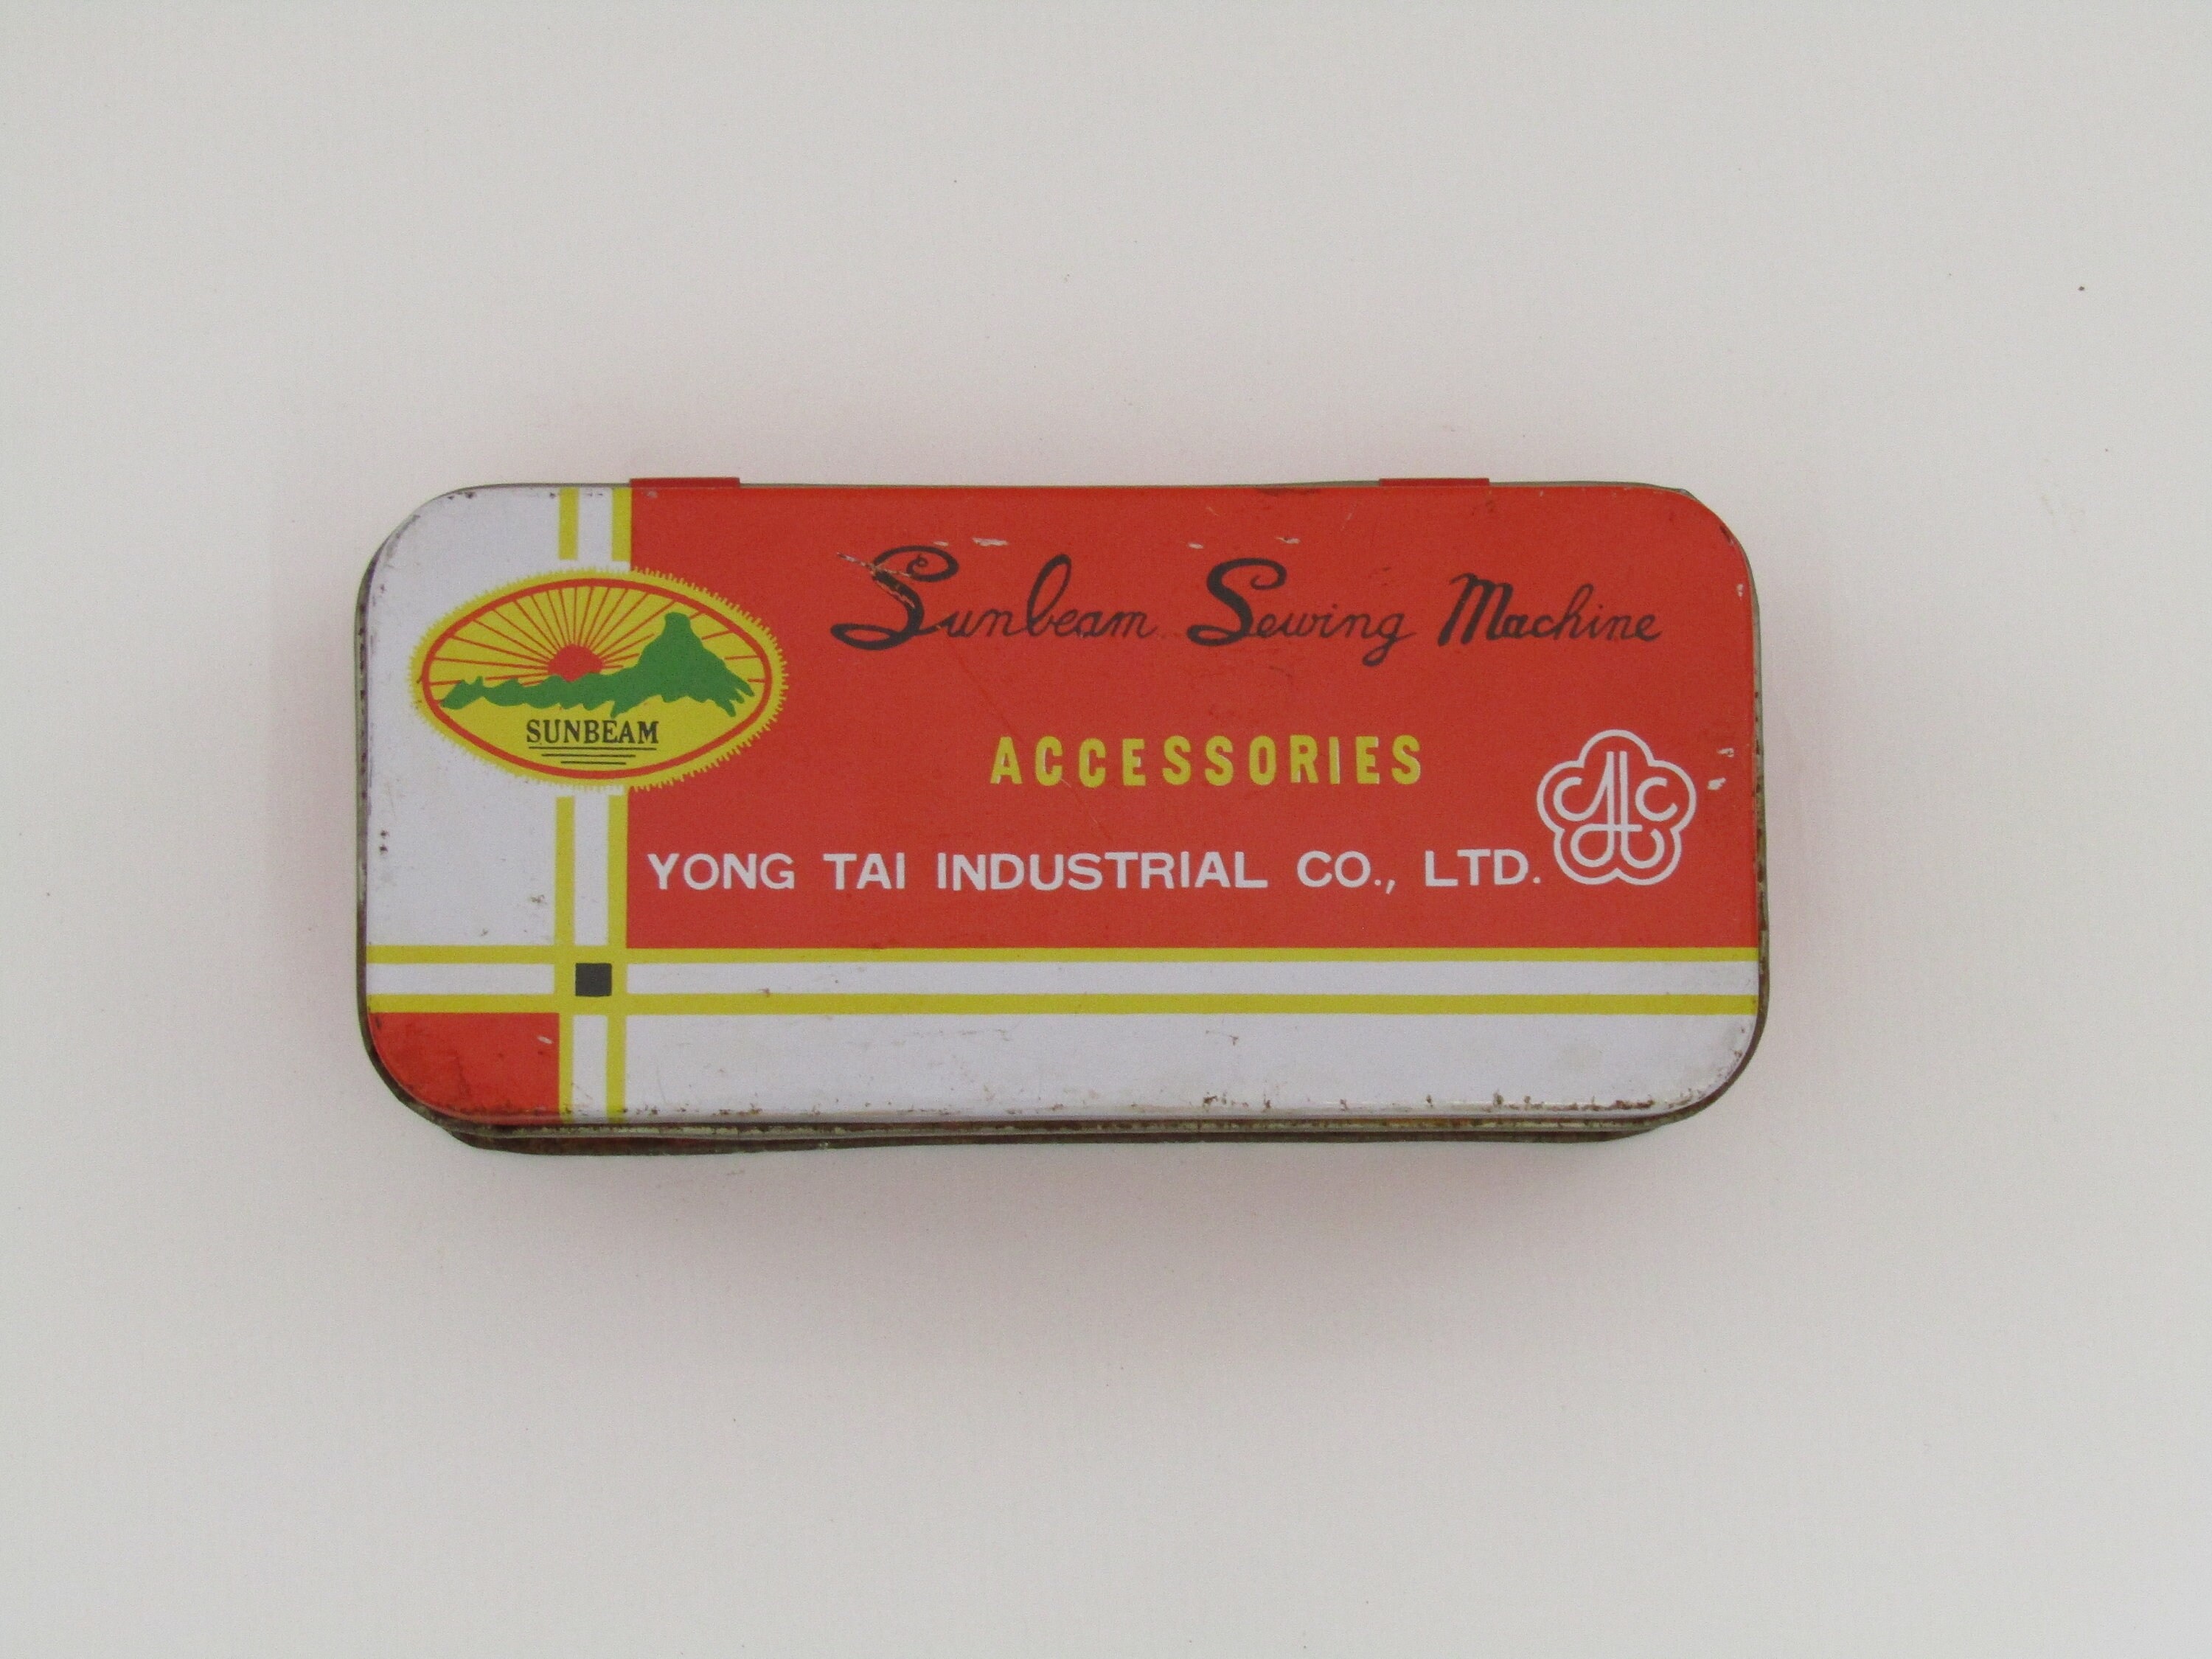 Sunbeam Sewing Machine
SUNBEAM
ACCESSORIES
YONG TAI INDUSTRIAL CO., LTD.